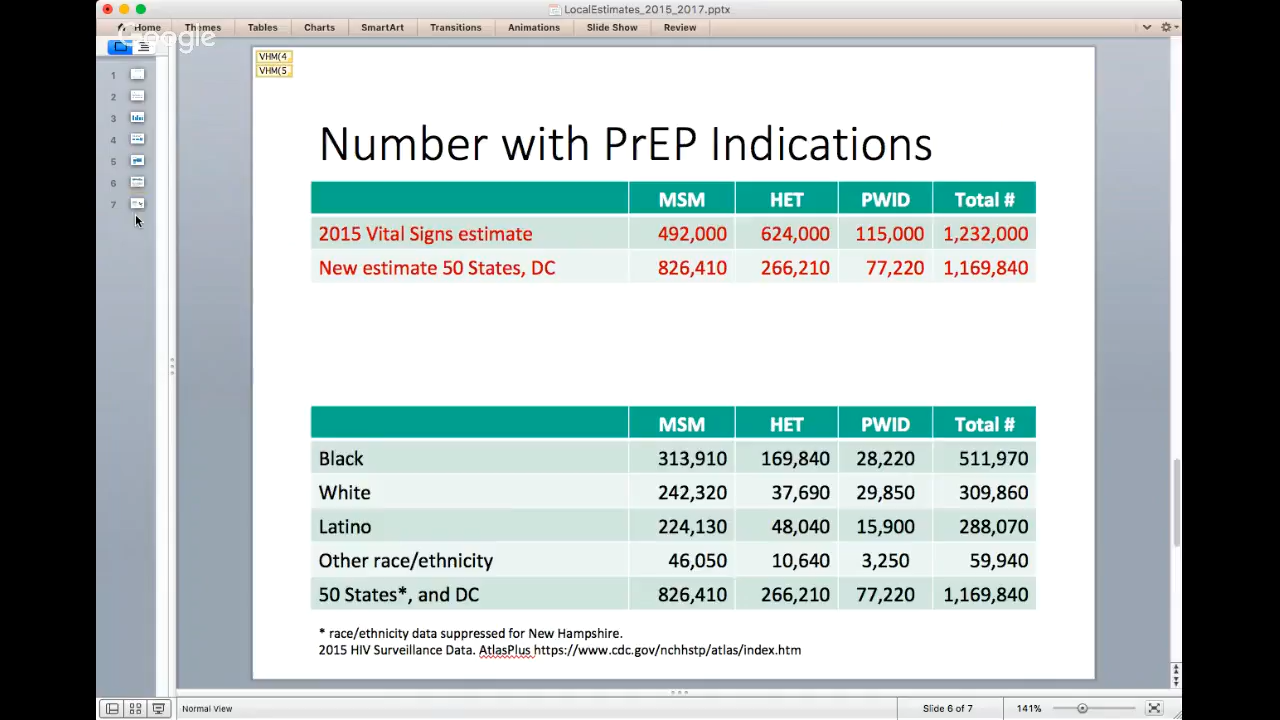 LocalEstimates_2015_2017.pptx
Home Themes Tables Charts SmartArt Transitions Animations Slide Show Review
Google
VHM(4
VHM(5
1
2
3
4
5
6
7
Number with PrEP Indications
MSM HET PWID Total #
2015 Vital Signs estimate 492,000 624,000 115,000 1,232,000
New estimate 50 States, DC 826,410 266,210 77,220 1,169,840
MSM HET PWID Total #
Black 313,910 169,840 28,220 511,970
White 242,320 37,690 29,850 309,860
Latino 224,130 48,040 15,900 288,070
Other race/ethnicity 46,050 10,640 3,250 59,940
50 States*, and DC 826,410 266,210 77,220 1,169,840
* race/ethnicity data suppressed for New Hampshire.
2015 HIV Surveillance Data. AtlasPlus https://www.cdc.gov/nchhstp/atlas/index.htm
Normal View Slide 6 of 7 141%